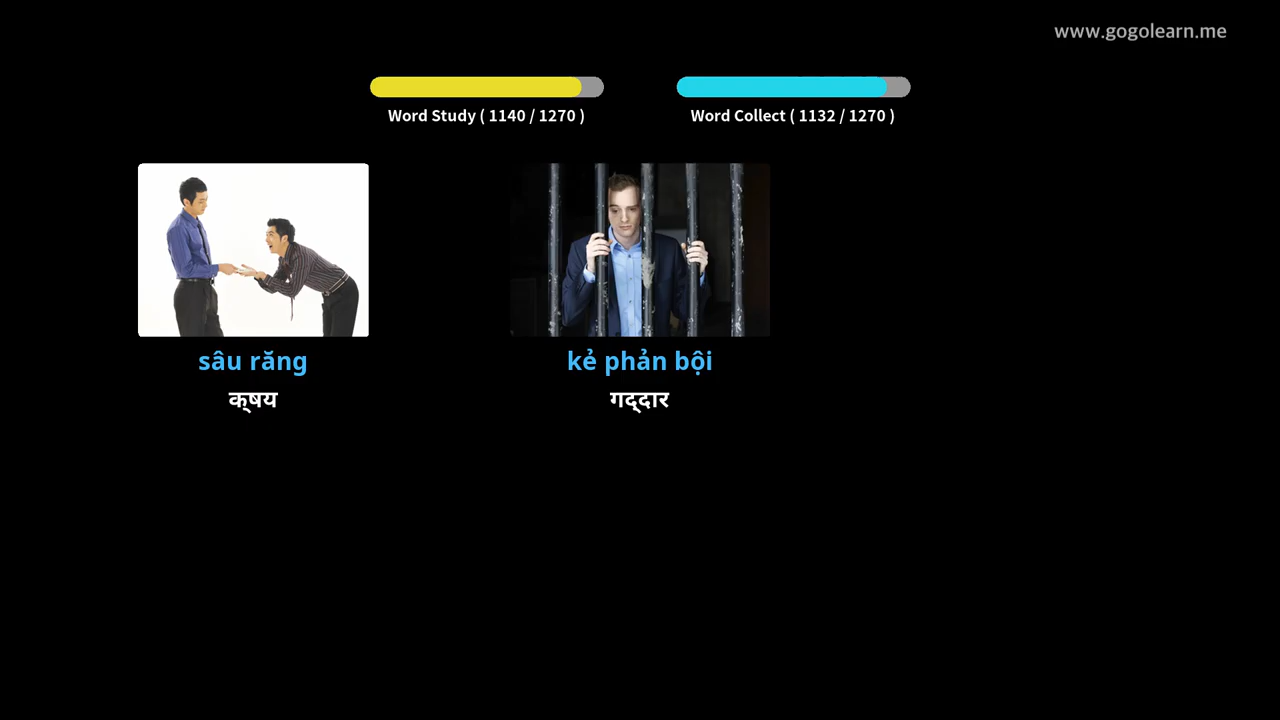 www.gogolearn.me
Word Study ( 1140 / 1270 )
Word Collect ( 1132 / 1270 )
sâu răng
क्षय
kẻ phản bội
गद्दार